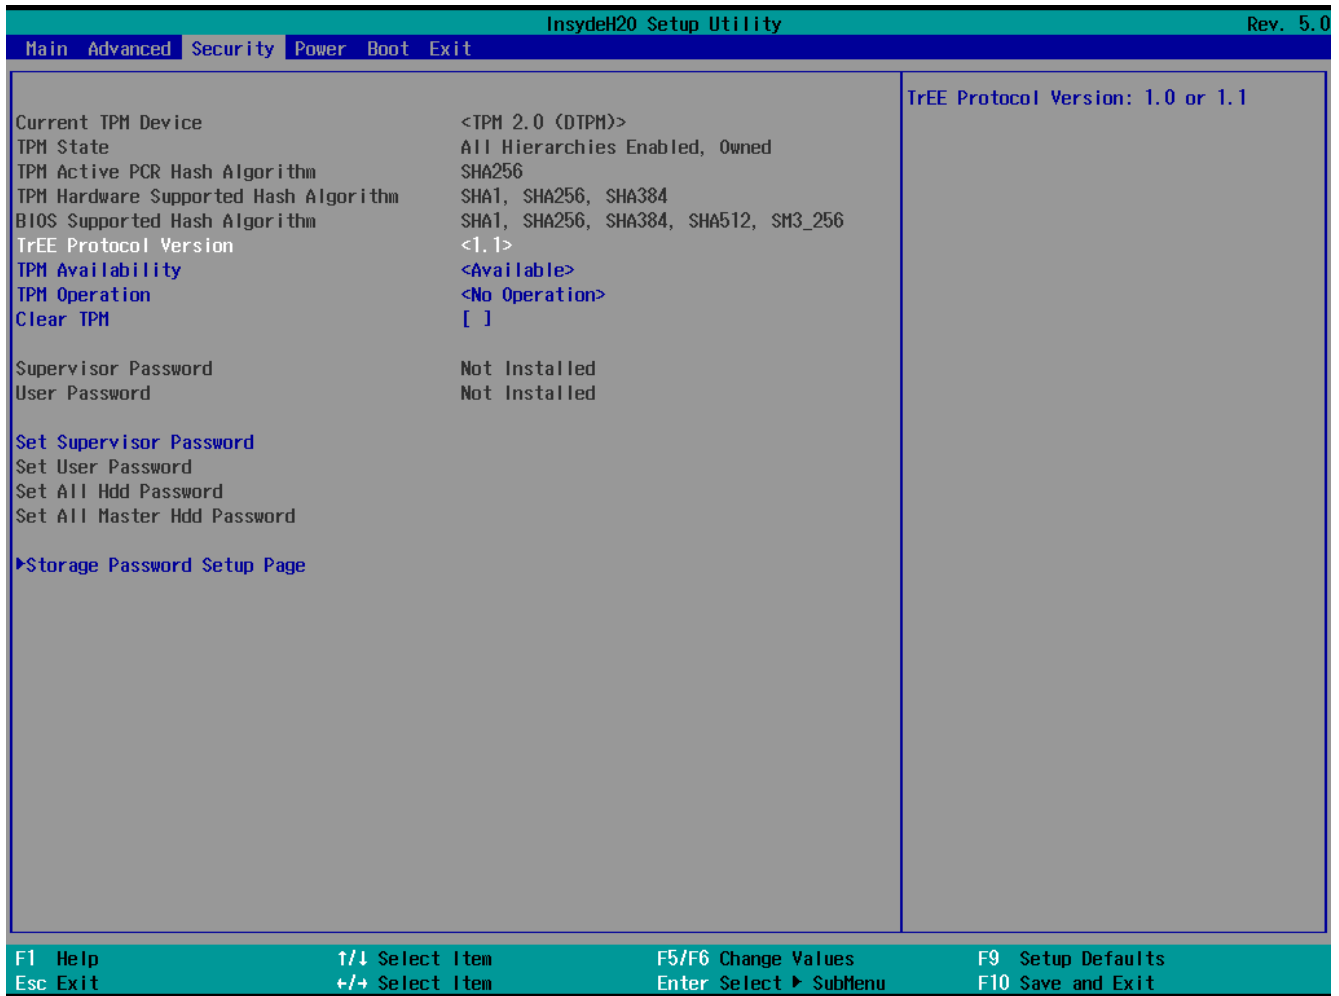 InsydeH20 Setup Utility Rev. 5.0
Main Advanced Security Power Boot Exit
TrEE Protocol Version: 1.0 or 1.1
Current TPM Device <TPM 2.0 (DTPM)>
TPM State All Hierarchies Enabled, Owned
TPM Active PCR Hash Algorithm SHA256
TPM Hardware Supported Hash Algorithm SHA1, SHA256, SHA384
BIOS Supported Hash Algorithm SHA1, SHA256, SHA384, SHA512, SM3_256
TrEE Protocol Version <1.1>
TPM Availability <Available>
TPM Operation <No Operation>
Clear TPM [ ]
Supervisor Password Not Installed
User Password Not Installed
Set Supervisor Password
Set User Password
Set All Hdd Password
Set All Master Hdd Password
▶Storage Password Setup Page
F1 Help ↑/↓ Select Item F5/F6 Change Values F9 Setup Defaults
Esc Exit ←/→ Select Item Enter Select ▶ SubMenu F10 Save and Exit